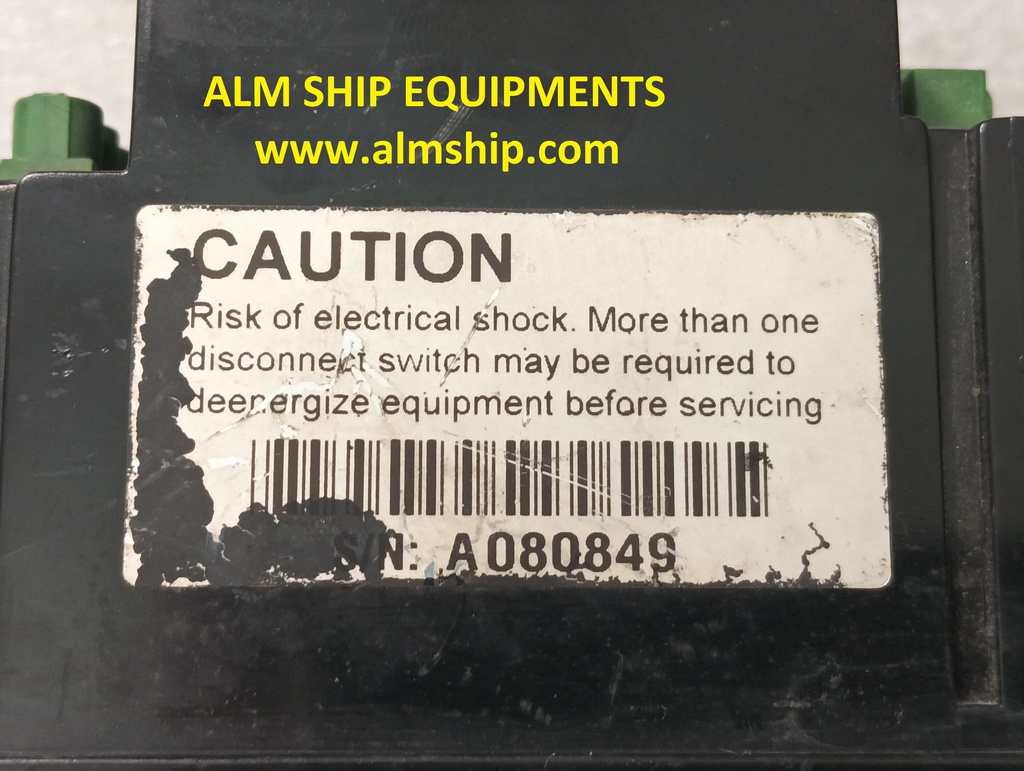 ALM SHIP EQUIPMENTS
www.almship.com
CAUTION
Risk of electrical shock. More than one
disconnect switch may be required to
deenergize equipment before servicing
S/N: A080849